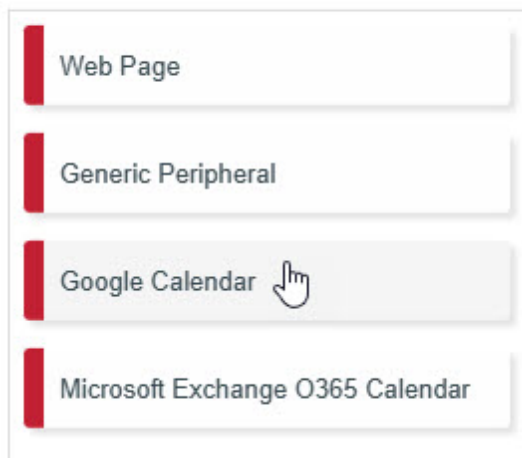 Web Page
Generic Peripheral
Google Calendar
Microsoft Exchange O365 Calendar